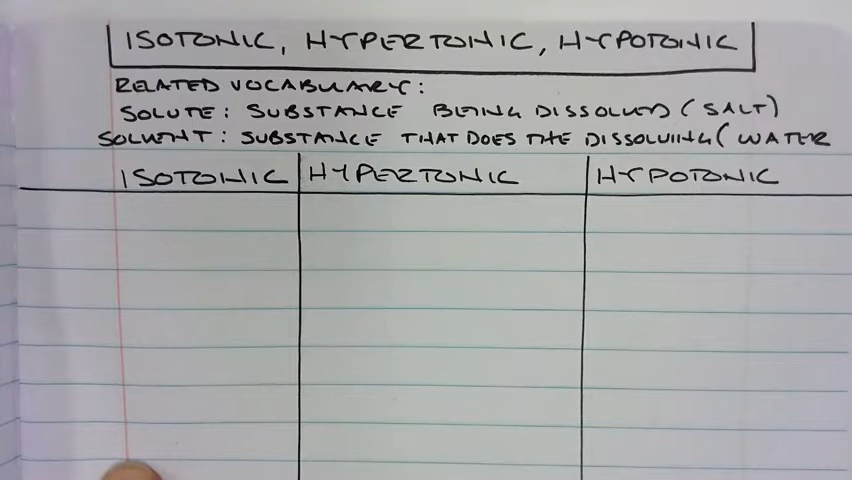 ISOTONIC, HYPERTONIC, HYPOTONIC
RELATED VOCABULARY:
SOLUTE: SUBSTANCE BEING DISSOLVED (SALT)
SOLVENT: SUBSTANCE THAT DOES THE DISSOLVING (WATER
ISOTONIC HYPERTONIC HYPOTONIC